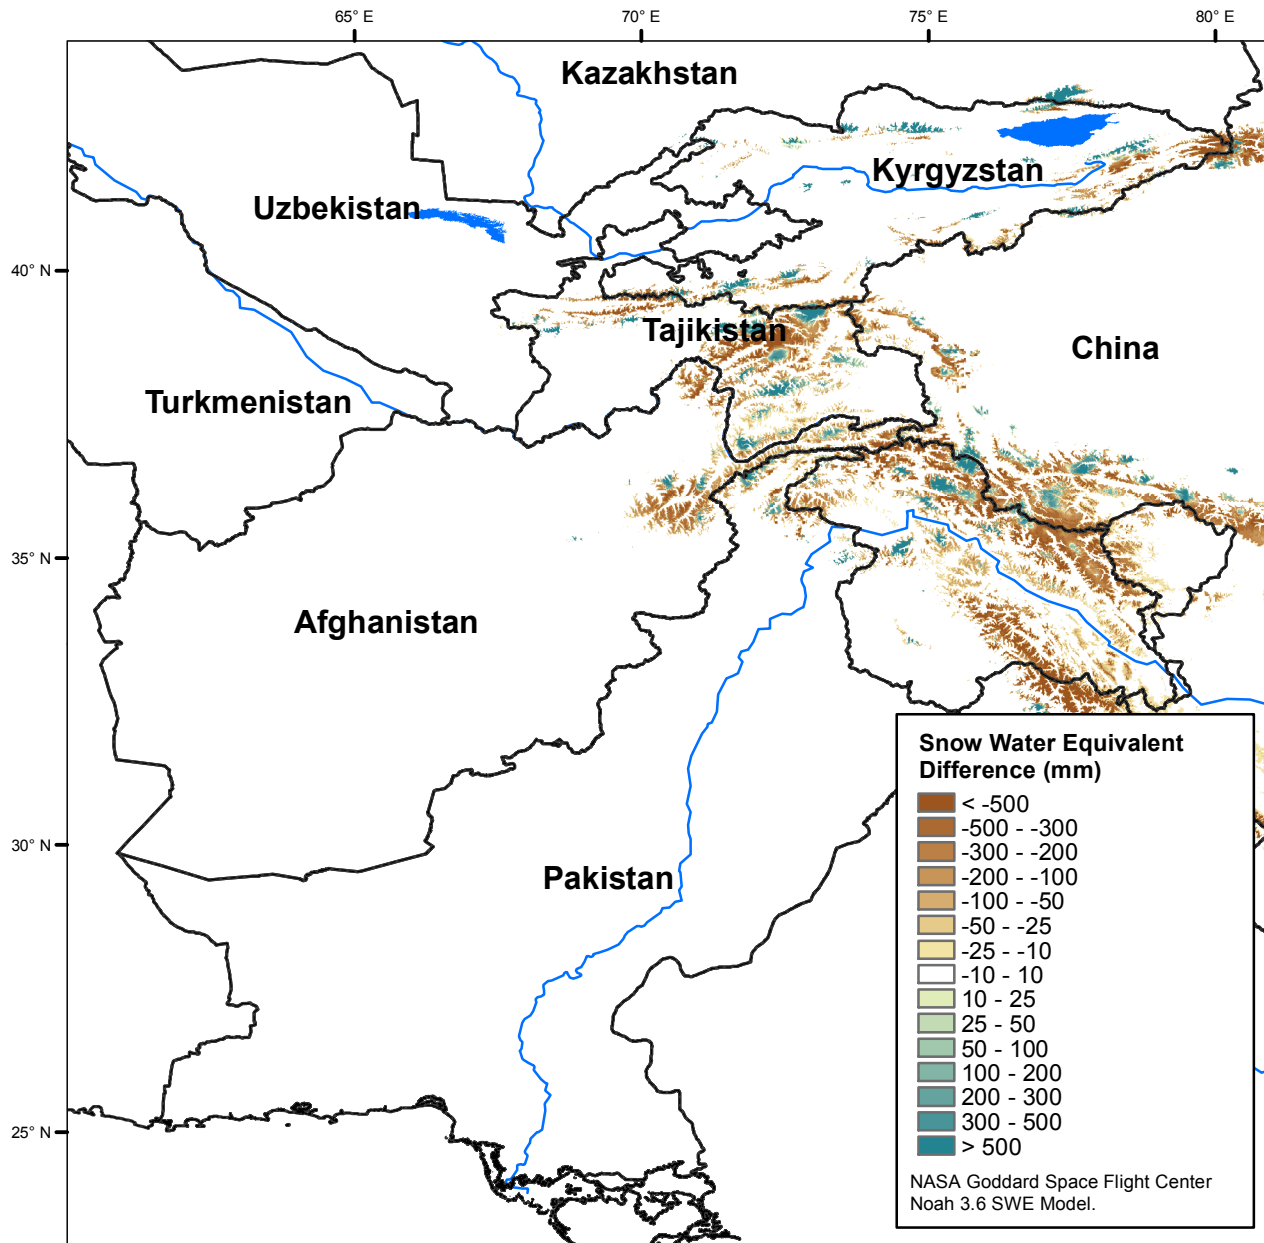 65° E
70° E
75° E
80° E
Kazakhstan
Kyrgyzstan
Uzbekistan
40° N
Tajikistan
China
Turkmenistan
35° N
Afghanistan
30° N
Pakistan
25° N
Snow Water Equivalent
Difference (mm)
< -500
-500 - -300
-300 - -200
-200 - -100
-100 - -50
-50 - -25
-25 - -10
-10 - 10
10 - 25
25 - 50
50 - 100
100 - 200
200 - 300
300 - 500
> 500
NASA Goddard Space Flight Center
Noah 3.6 SWE Model.